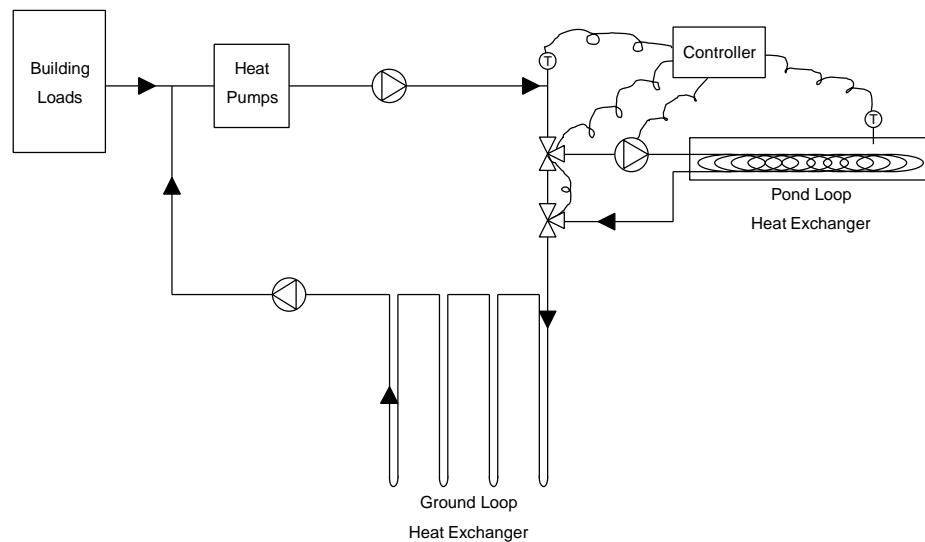 Building
Loads
Heat
Pumps
T
Controller
T
Pond Loop
Heat Exchanger
Ground Loop
Heat Exchanger